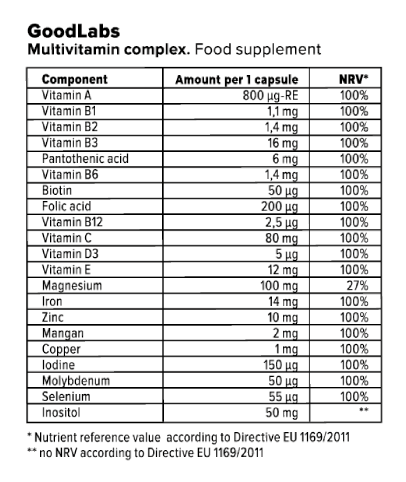 GoodLabs
Multivitamin complex. Food supplement
Component Amount per 1 capsule NRV*
Vitamin A 800 µg-RE 100%
Vitamin B1 1,1 mg 100%
Vitamin B2 1,4 mg 100%
Vitamin B3 16 mg 100%
Pantothenic acid 6 mg 100%
Vitamin B6 1,4 mg 100%
Biotin 50 µg 100%
Folic acid 200 µg 100%
Vitamin B12 2,5 µg 100%
Vitamin C 80 mg 100%
Vitamin D3 5 µg 100%
Vitamin E 12 mg 100%
Magnesium 100 mg 27%
Iron 14 mg 100%
Zinc 10 mg 100%
Mangan 2 mg 100%
Copper 1 mg 100%
Iodine 150 µg 100%
Molybdenum 50 µg 100%
Selenium 55 µg 100%
Inositol 50 mg **
* Nutrient reference value according to Directive EU 1169/2011
** no NRV according to Directive EU 1169/2011